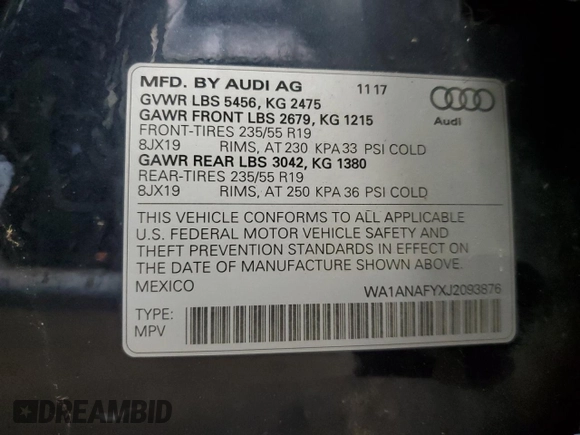 MFD. BY AUDI AG 11 17
GVWR LBS 5456, KG 2475
GAWR FRONT LBS 2679, KG 1215
FRONT-TIRES 235/55 R19
8JX19 RIMS, AT 230 KPA 33 PSI COLD
GAWR REAR LBS 3042, KG 1380
REAR-TIRES 235/55 R19
8JX19 RIMS, AT 250 KPA 36 PSI COLD
Audi
THIS VEHICLE CONFORMS TO ALL APPLICABLE
U.S. FEDERAL MOTOR VEHICLE SAFETY AND
THEFT PREVENTION STANDARDS IN EFFECT ON
THE DATE OF MANUFACTURE SHOWN ABOVE.
MEXICO WA1ANAFYXJ2093876
TYPE:
MPV
DREAMBID